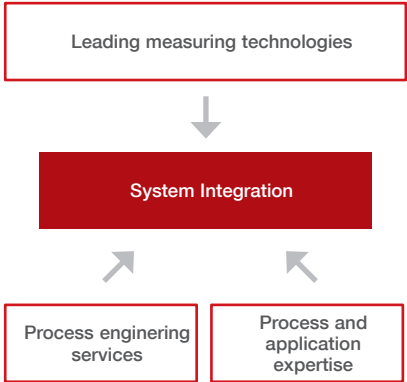 Leading measuring technologies
System Integration
Process enginering
services
Process and
application
expertise